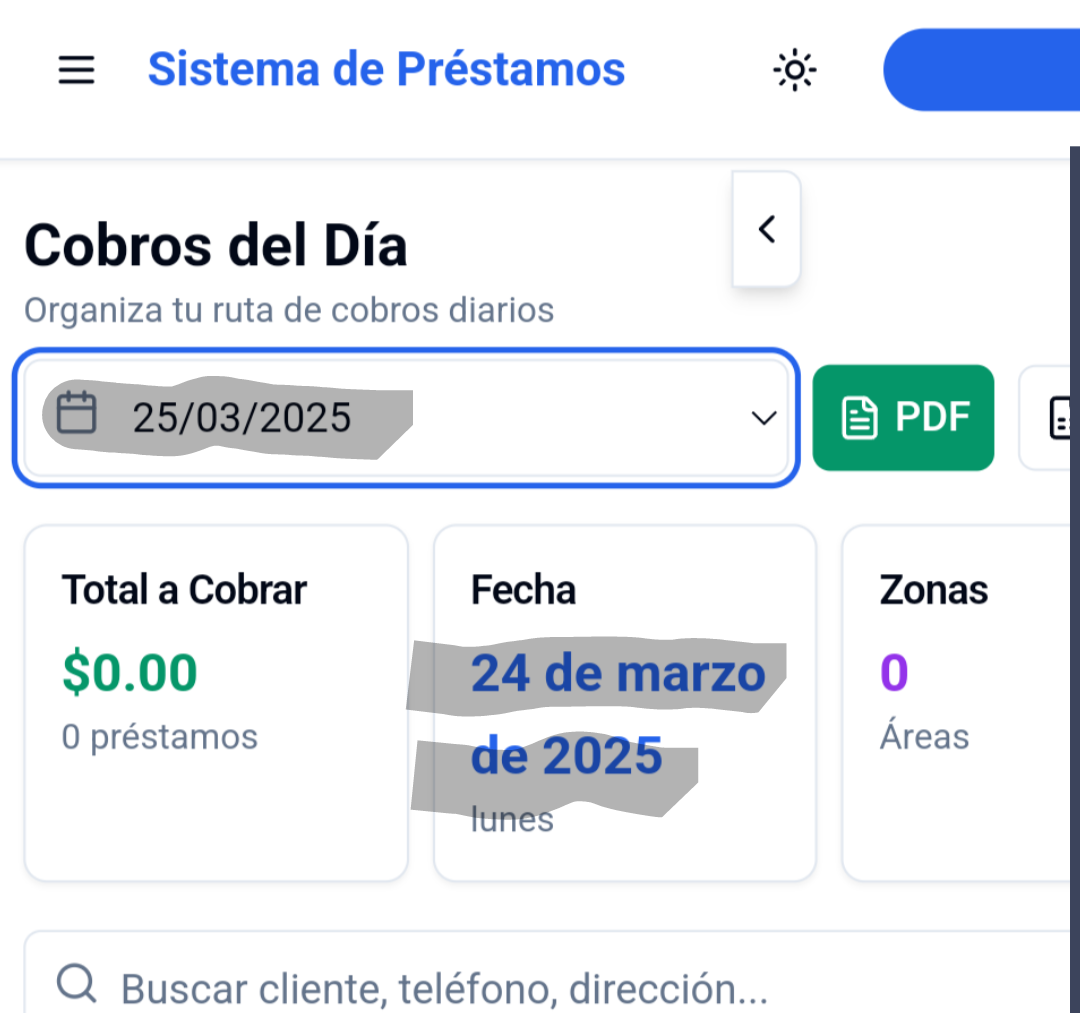 Sistema de Préstamos
Cobros del Día
Organiza tu ruta de cobros diarios
25/03/2025
PDF
Total a Cobrar
$0.00
0 préstamos
Fecha
24 de marzo
de 2025
lunes
Zonas
0
Áreas
Buscar cliente, teléfono, dirección...